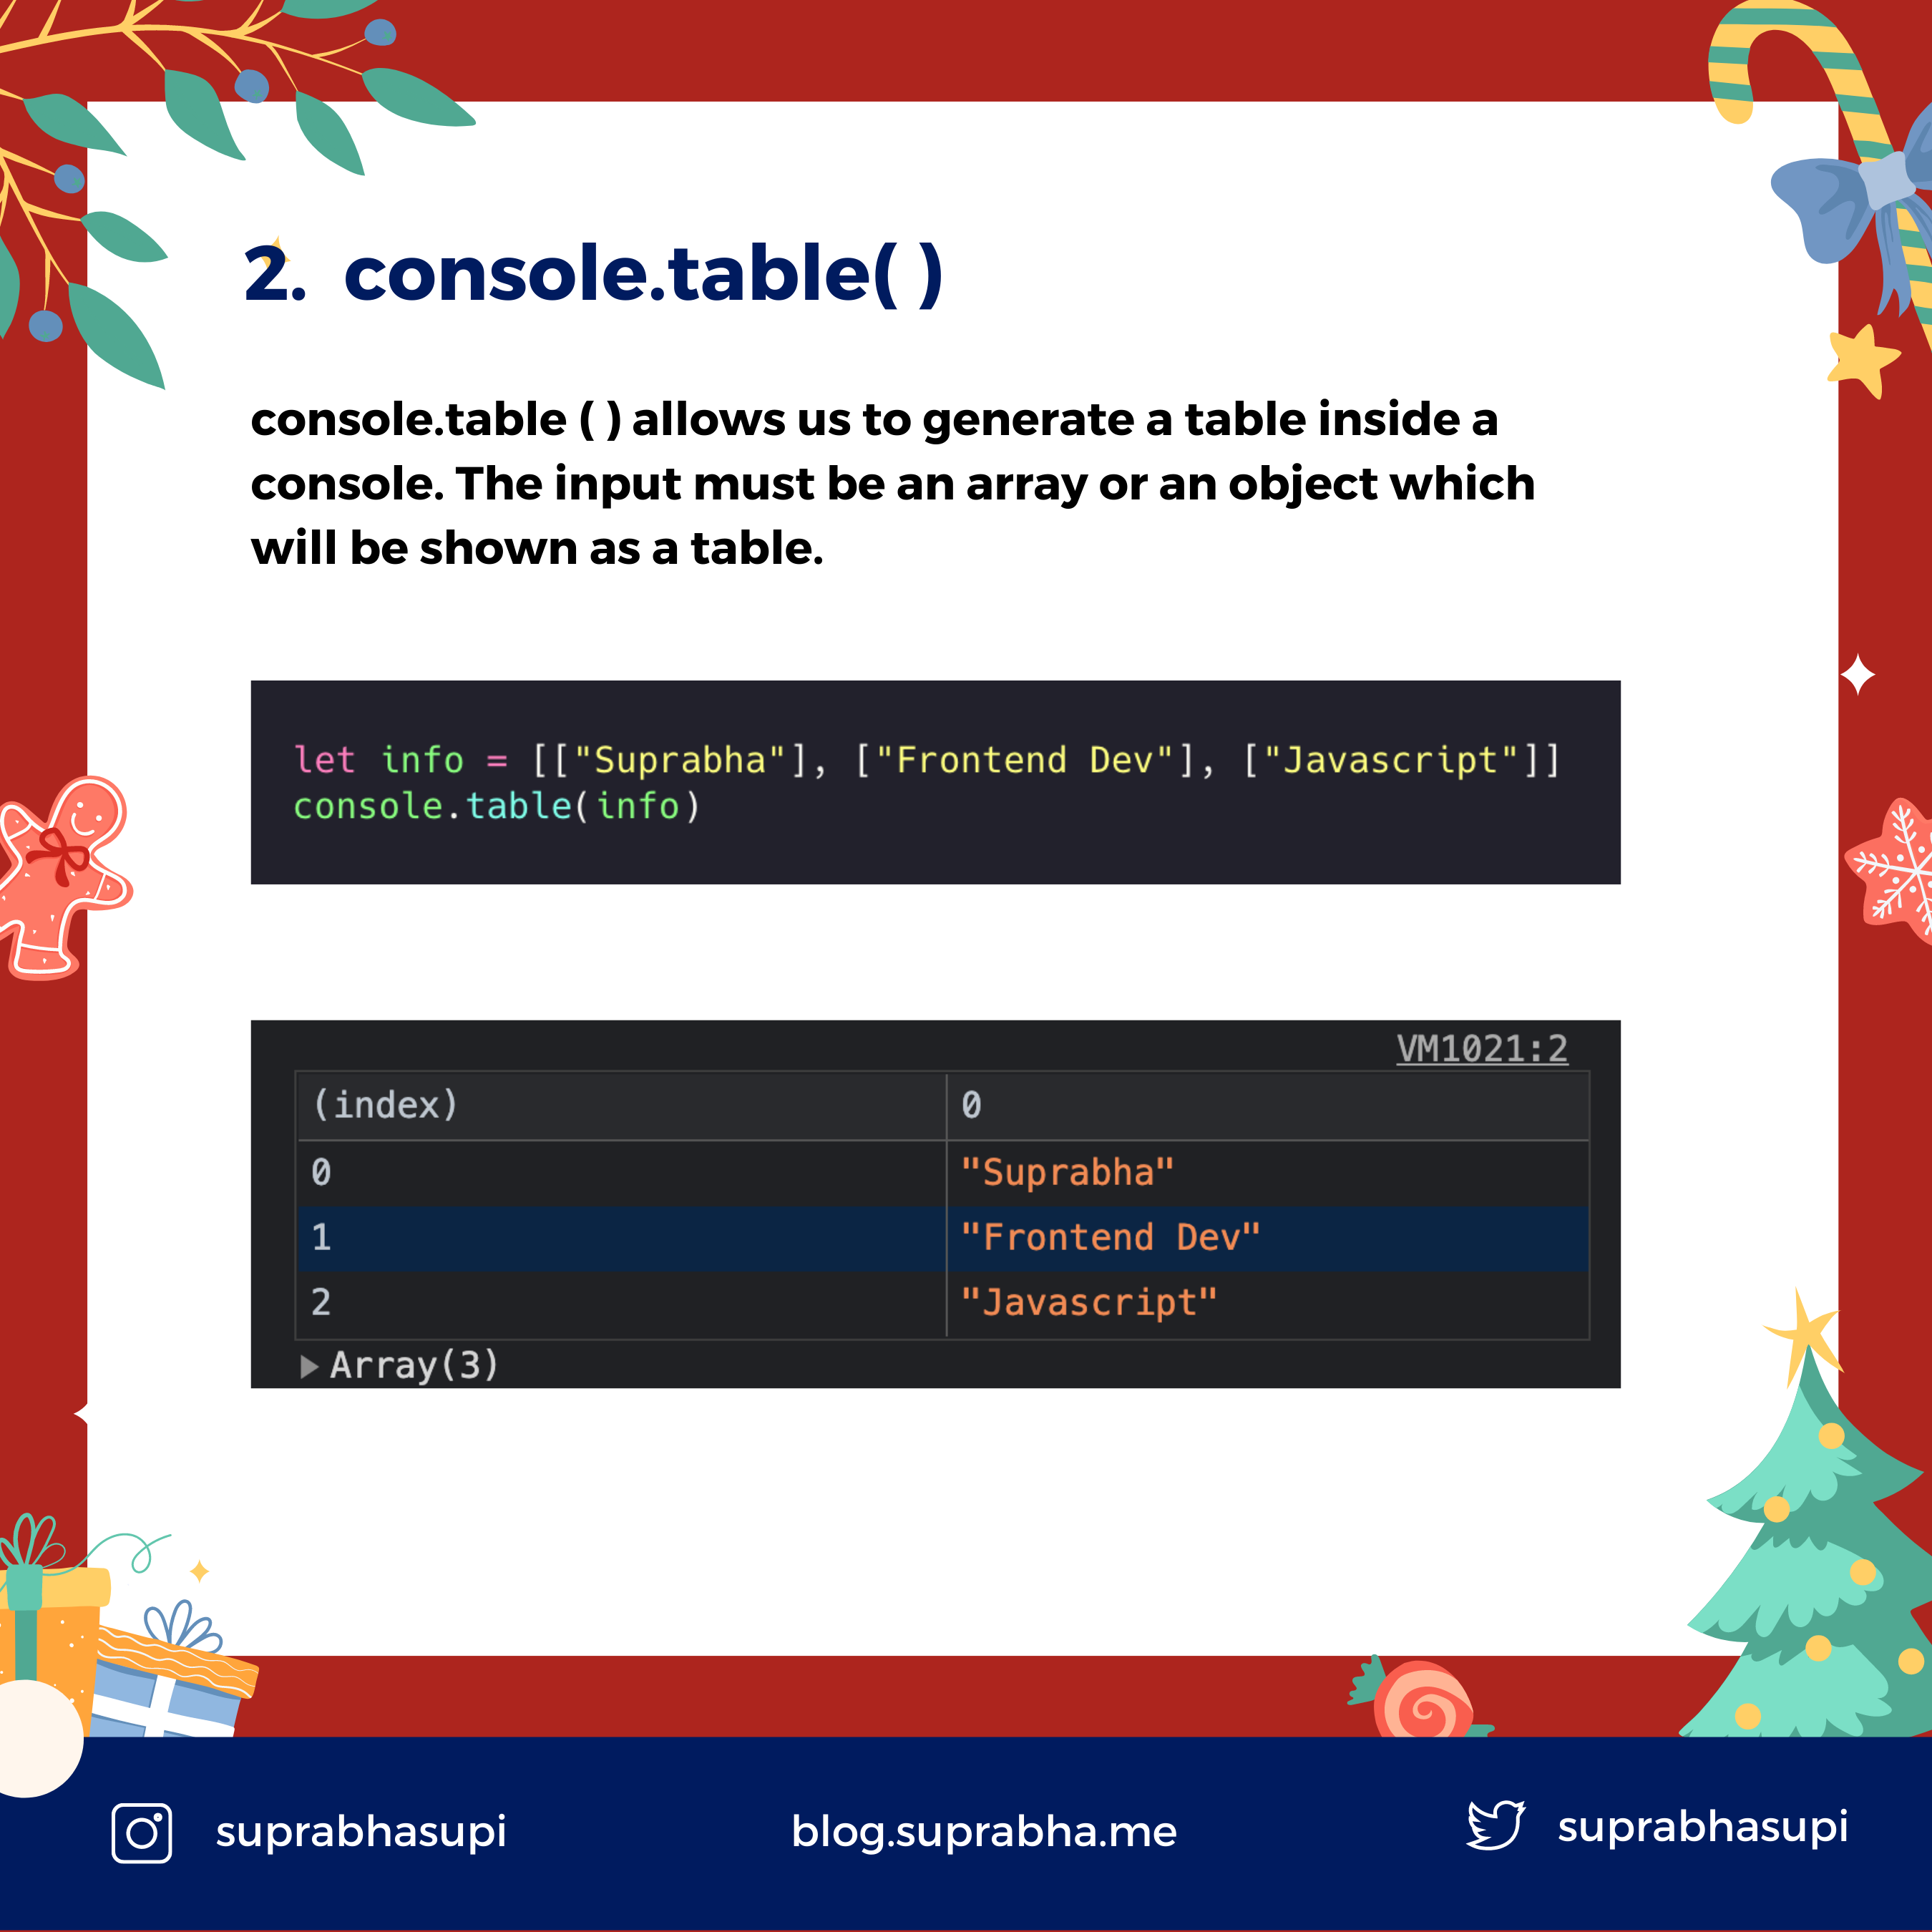 2. console.table( )
console.table ( ) allows us to generate a table inside a
console. The input must be an array or an object which
will be shown as a table.
let info = [["Suprabha"], ["Frontend Dev"], ["Javascript"]]
console.table(info)
VM1021:2
(index) 0
0 "Suprabha"
1 "Frontend Dev"
2 "Javascript"
Array(3)
suprabhasupi blog.suprabha.me suprabhasupi